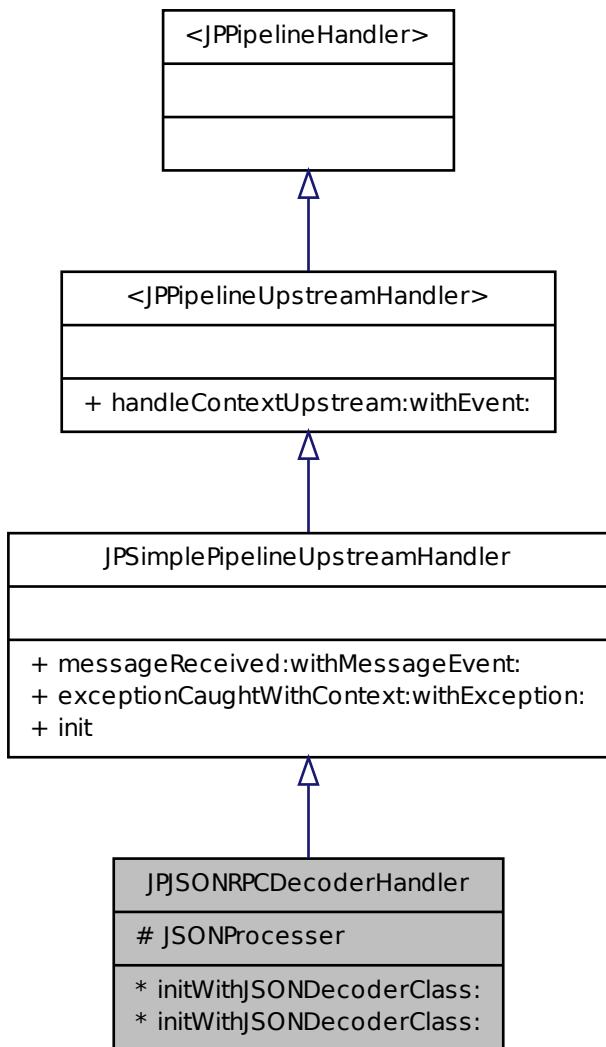 <JPPipelineHandler>
<JPPipelineUpstreamHandler>
+ handleContextUpstream:withEvent:
JPSimplePipelineUpstreamHandler
+ messageReceived:withMessageEvent:
+ exceptionCaughtWithContext:withException:
+ init
JPJSONRPCDecoderHandler
# JSONProcesser
* initWithJSONDecoderClass:
* initWithJSONDecoderClass: